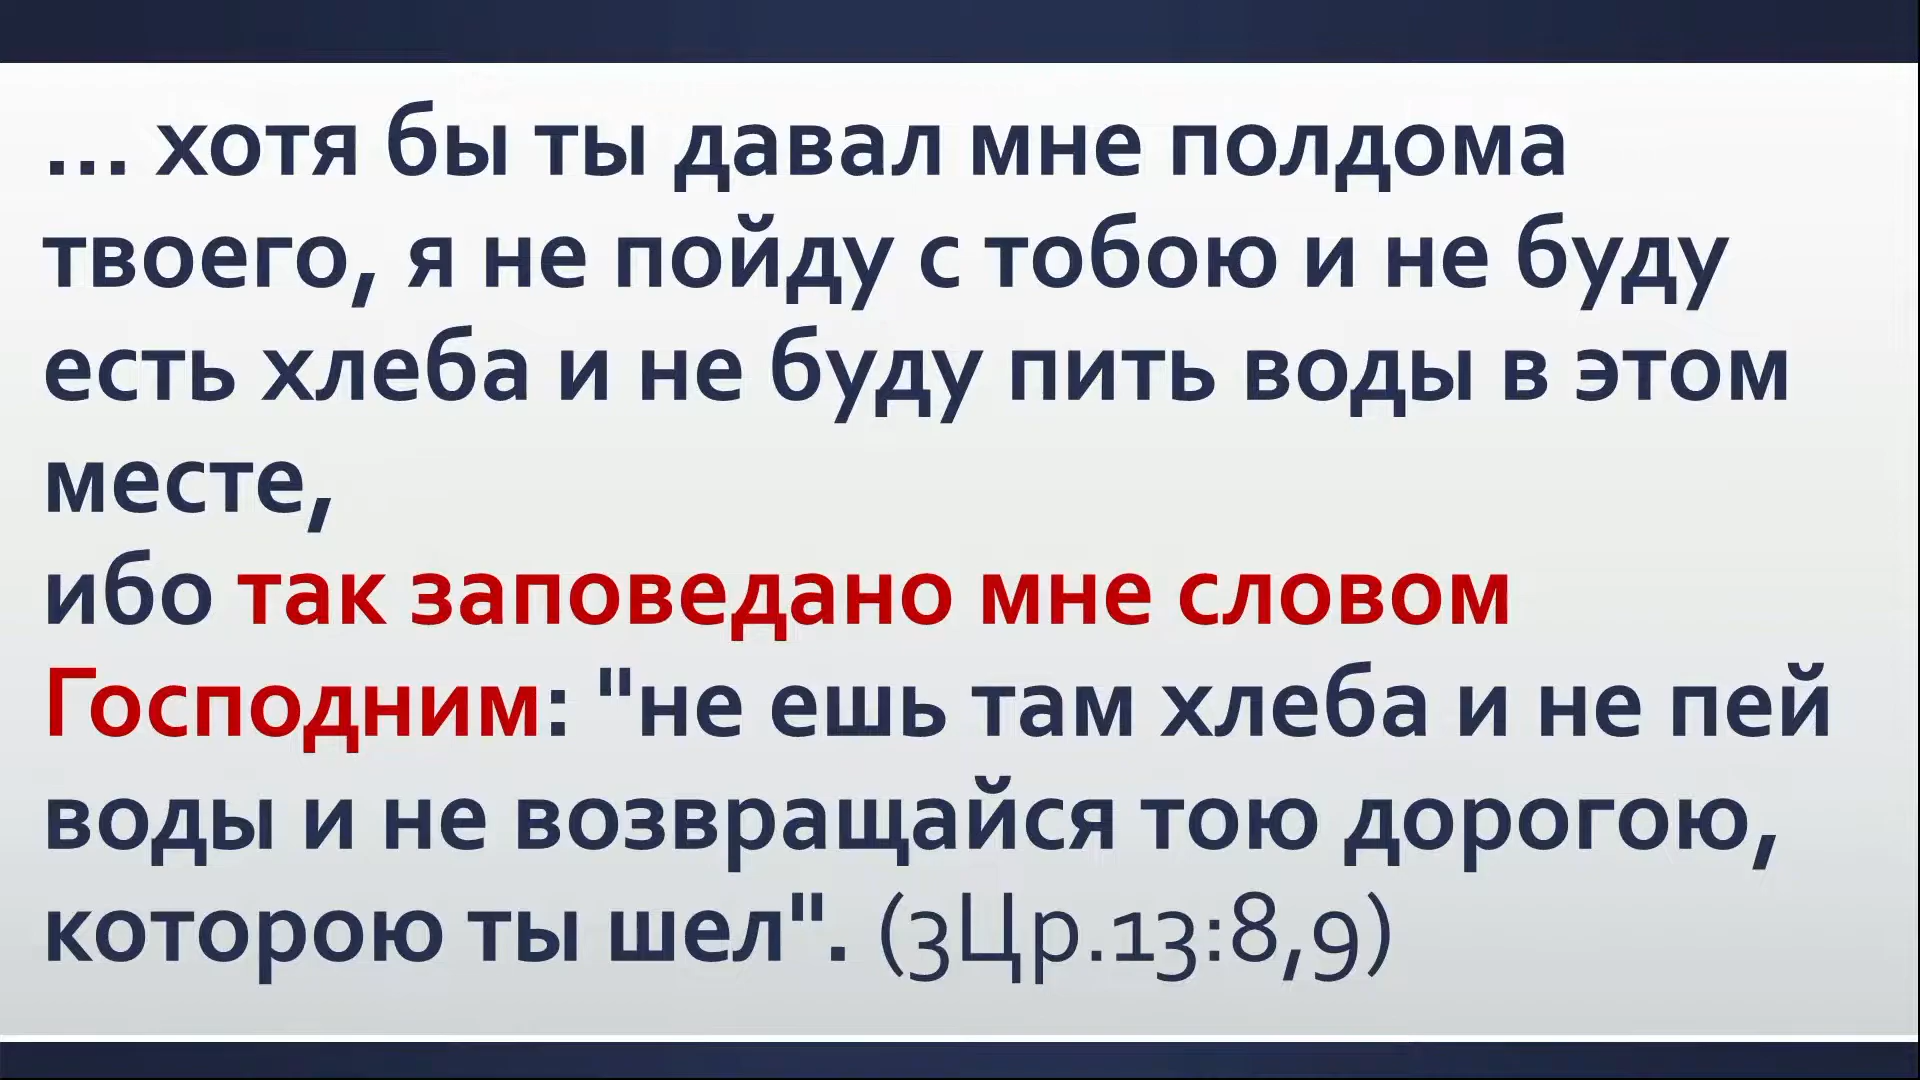 ... хотя бы ты давал мне полдома
твоего, я не пойду с тобою и не буду
есть хлеба и не буду пить воды в этом
месте,
ибо так заповедано мне словом
Господним: "не ешь там хлеба и не пей
воды и не возвращайся тою дорогою,
которою ты шел". (3Цр.13:8,9)